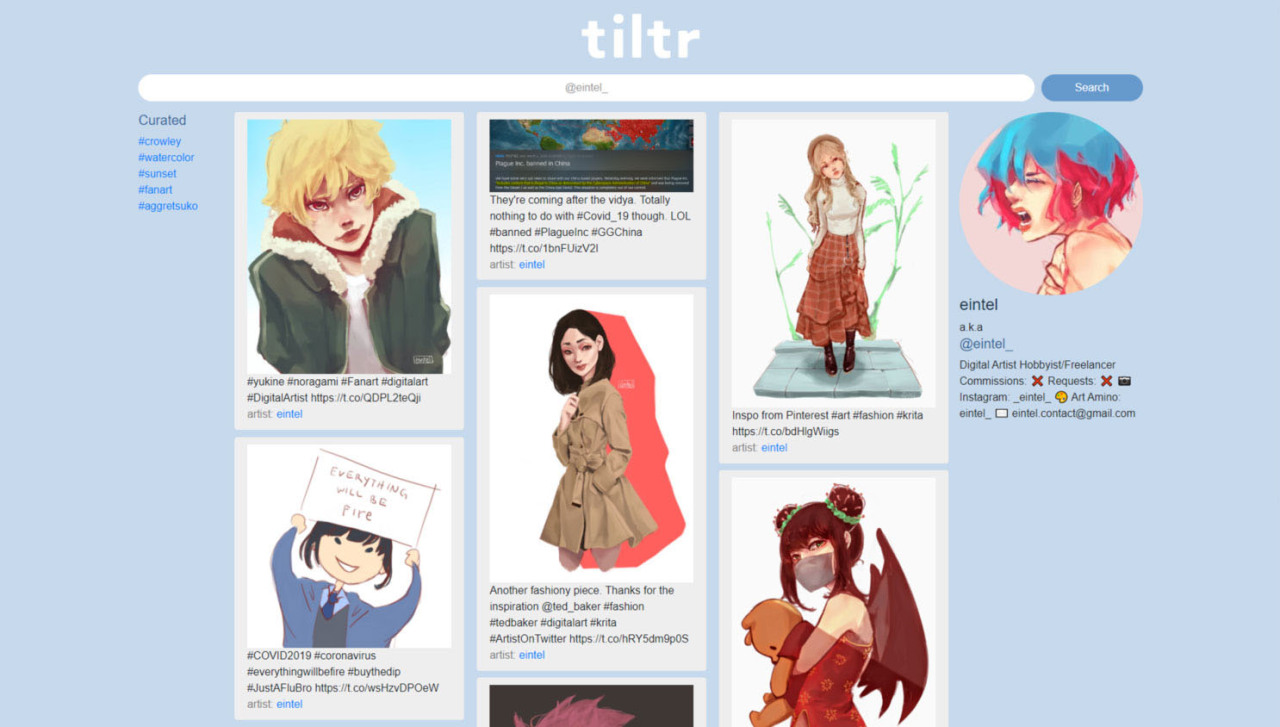 tiltr
@eintel_
Search
Curated
#crowley
#watercolor
#sunset
#fanart
#aggretsuko
eintel
#yukine #noragami #Fanart #digitalart
#DigitalArtist https://t.co/QDPL2teQji
artist: eintel
EVERYTHING
WILL BE
FiRe
#COVID2019 #coronavirus
#everythingwillbefire #buythedip
#JustAFluBro https://t.co/wsHzvDPOeW
artist: eintel
Plague Inc. banned in China
They're coming after the vidya. Totally
nothing to do with #Covid_19 though. LOL
#banned #PlagueInc #GGChina
https://t.co/1bnFUizV2I
artist: eintel
eintel
Another fashiony piece. Thanks for the
inspiration @ted_baker #fashion
#tedbaker #digitalart #krita
#ArtistOnTwitter https://t.co/hRY5dm9p0S
artist: eintel
Inspo from Pinterest #art #fashion #krita
https://t.co/bdHlgWiigs
artist: eintel
eintel
a.k.a
@eintel_
Digital Artist Hobbyist/Freelancer
Commissions: ❌ Requests: ❌ 📷
Instagram: _eintel_ 🎨 Art Amino:
eintel_ eintel.contact@gmail.com